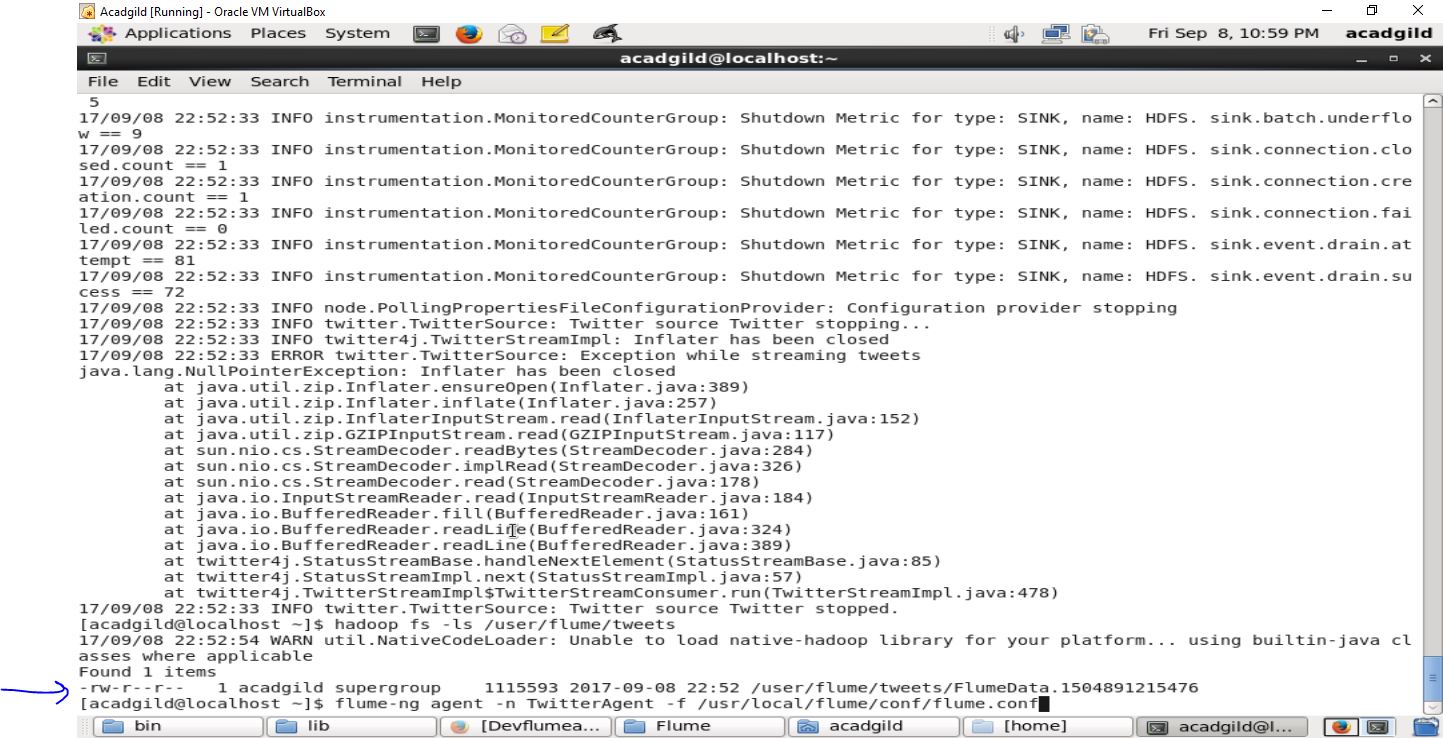 Acadgild [Running] - Oracle VM VirtualBox
Applications Places System Fri Sep 8, 10:59 PM acadgild
acadgild@localhost:~
File Edit View Search Terminal Help
5
17/09/08 22:52:33 INFO instrumentation.MonitoredCounterGroup: Shutdown Metric for type: SINK, name: HDFS. sink.batch.underflo
w == 9
17/09/08 22:52:33 INFO instrumentation.MonitoredCounterGroup: Shutdown Metric for type: SINK, name: HDFS. sink.connection.clo
sed.count == 1
17/09/08 22:52:33 INFO instrumentation.MonitoredCounterGroup: Shutdown Metric for type: SINK, name: HDFS. sink.connection.cre
ation.count == 1
17/09/08 22:52:33 INFO instrumentation.MonitoredCounterGroup: Shutdown Metric for type: SINK, name: HDFS. sink.connection.fai
led.count == 0
17/09/08 22:52:33 INFO instrumentation.MonitoredCounterGroup: Shutdown Metric for type: SINK, name: HDFS. sink.event.drain.at
tempt == 81
17/09/08 22:52:33 INFO instrumentation.MonitoredCounterGroup: Shutdown Metric for type: SINK, name: HDFS. sink.event.drain.su
cess == 72
17/09/08 22:52:33 INFO node.PollingPropertiesFileConfigurationProvider: Configuration provider stopping
17/09/08 22:52:33 INFO twitter.TwitterSource: Twitter source Twitter stopping...
17/09/08 22:52:33 INFO twitter4j.TwitterStreamImpl: Inflater has been closed
17/09/08 22:52:33 ERROR twitter.TwitterSource: Exception while streaming tweets
java.lang.NullPointerException: Inflater has been closed
at java.util.zip.Inflater.ensureOpen(Inflater.java:389)
at java.util.zip.Inflater.inflate(Inflater.java:257)
at java.util.zip.InflaterInputStream.read(InflaterInputStream.java:152)
at java.util.zip.GZIPInputStream.read(GZIPInputStream.java:117)
at sun.nio.cs.StreamDecoder.readBytes(StreamDecoder.java:284)
at sun.nio.cs.StreamDecoder.implRead(StreamDecoder.java:326)
at sun.nio.cs.StreamDecoder.read(StreamDecoder.java:178)
at java.io.InputStreamReader.read(InputStreamReader.java:184)
at java.io.BufferedReader.fill(BufferedReader.java:161)
at java.io.BufferedReader.readLine(BufferedReader.java:324)
at java.io.BufferedReader.readLine(BufferedReader.java:389)
at twitter4j.StatusStreamBase.handleNextElement(StatusStreamBase.java:85)
at twitter4j.StatusStreamImpl.next(StatusStreamImpl.java:57)
at twitter4j.TwitterStreamImpl$TwitterStreamConsumer.run(TwitterStreamImpl.java:478)
17/09/08 22:52:33 INFO twitter.TwitterSource: Twitter source Twitter stopped.
[acadgild@localhost ~]$ hadoop fs -ls /user/flume/tweets
17/09/08 22:52:54 WARN util.NativeCodeLoader: Unable to load native-hadoop library for your platform... using builtin-java cl
asses where applicable
Found 1 items
-rw-r--r-- 1 acadgild supergroup 1115593 2017-09-08 22:52 /user/flume/tweets/FlumeData.1504891215476
[acadgild@localhost ~]$ flume-ng agent -n TwitterAgent -f /usr/local/flume/conf/flume.conf
bin lib [Devflumea... Flume acadgild [home] acadgild@l...